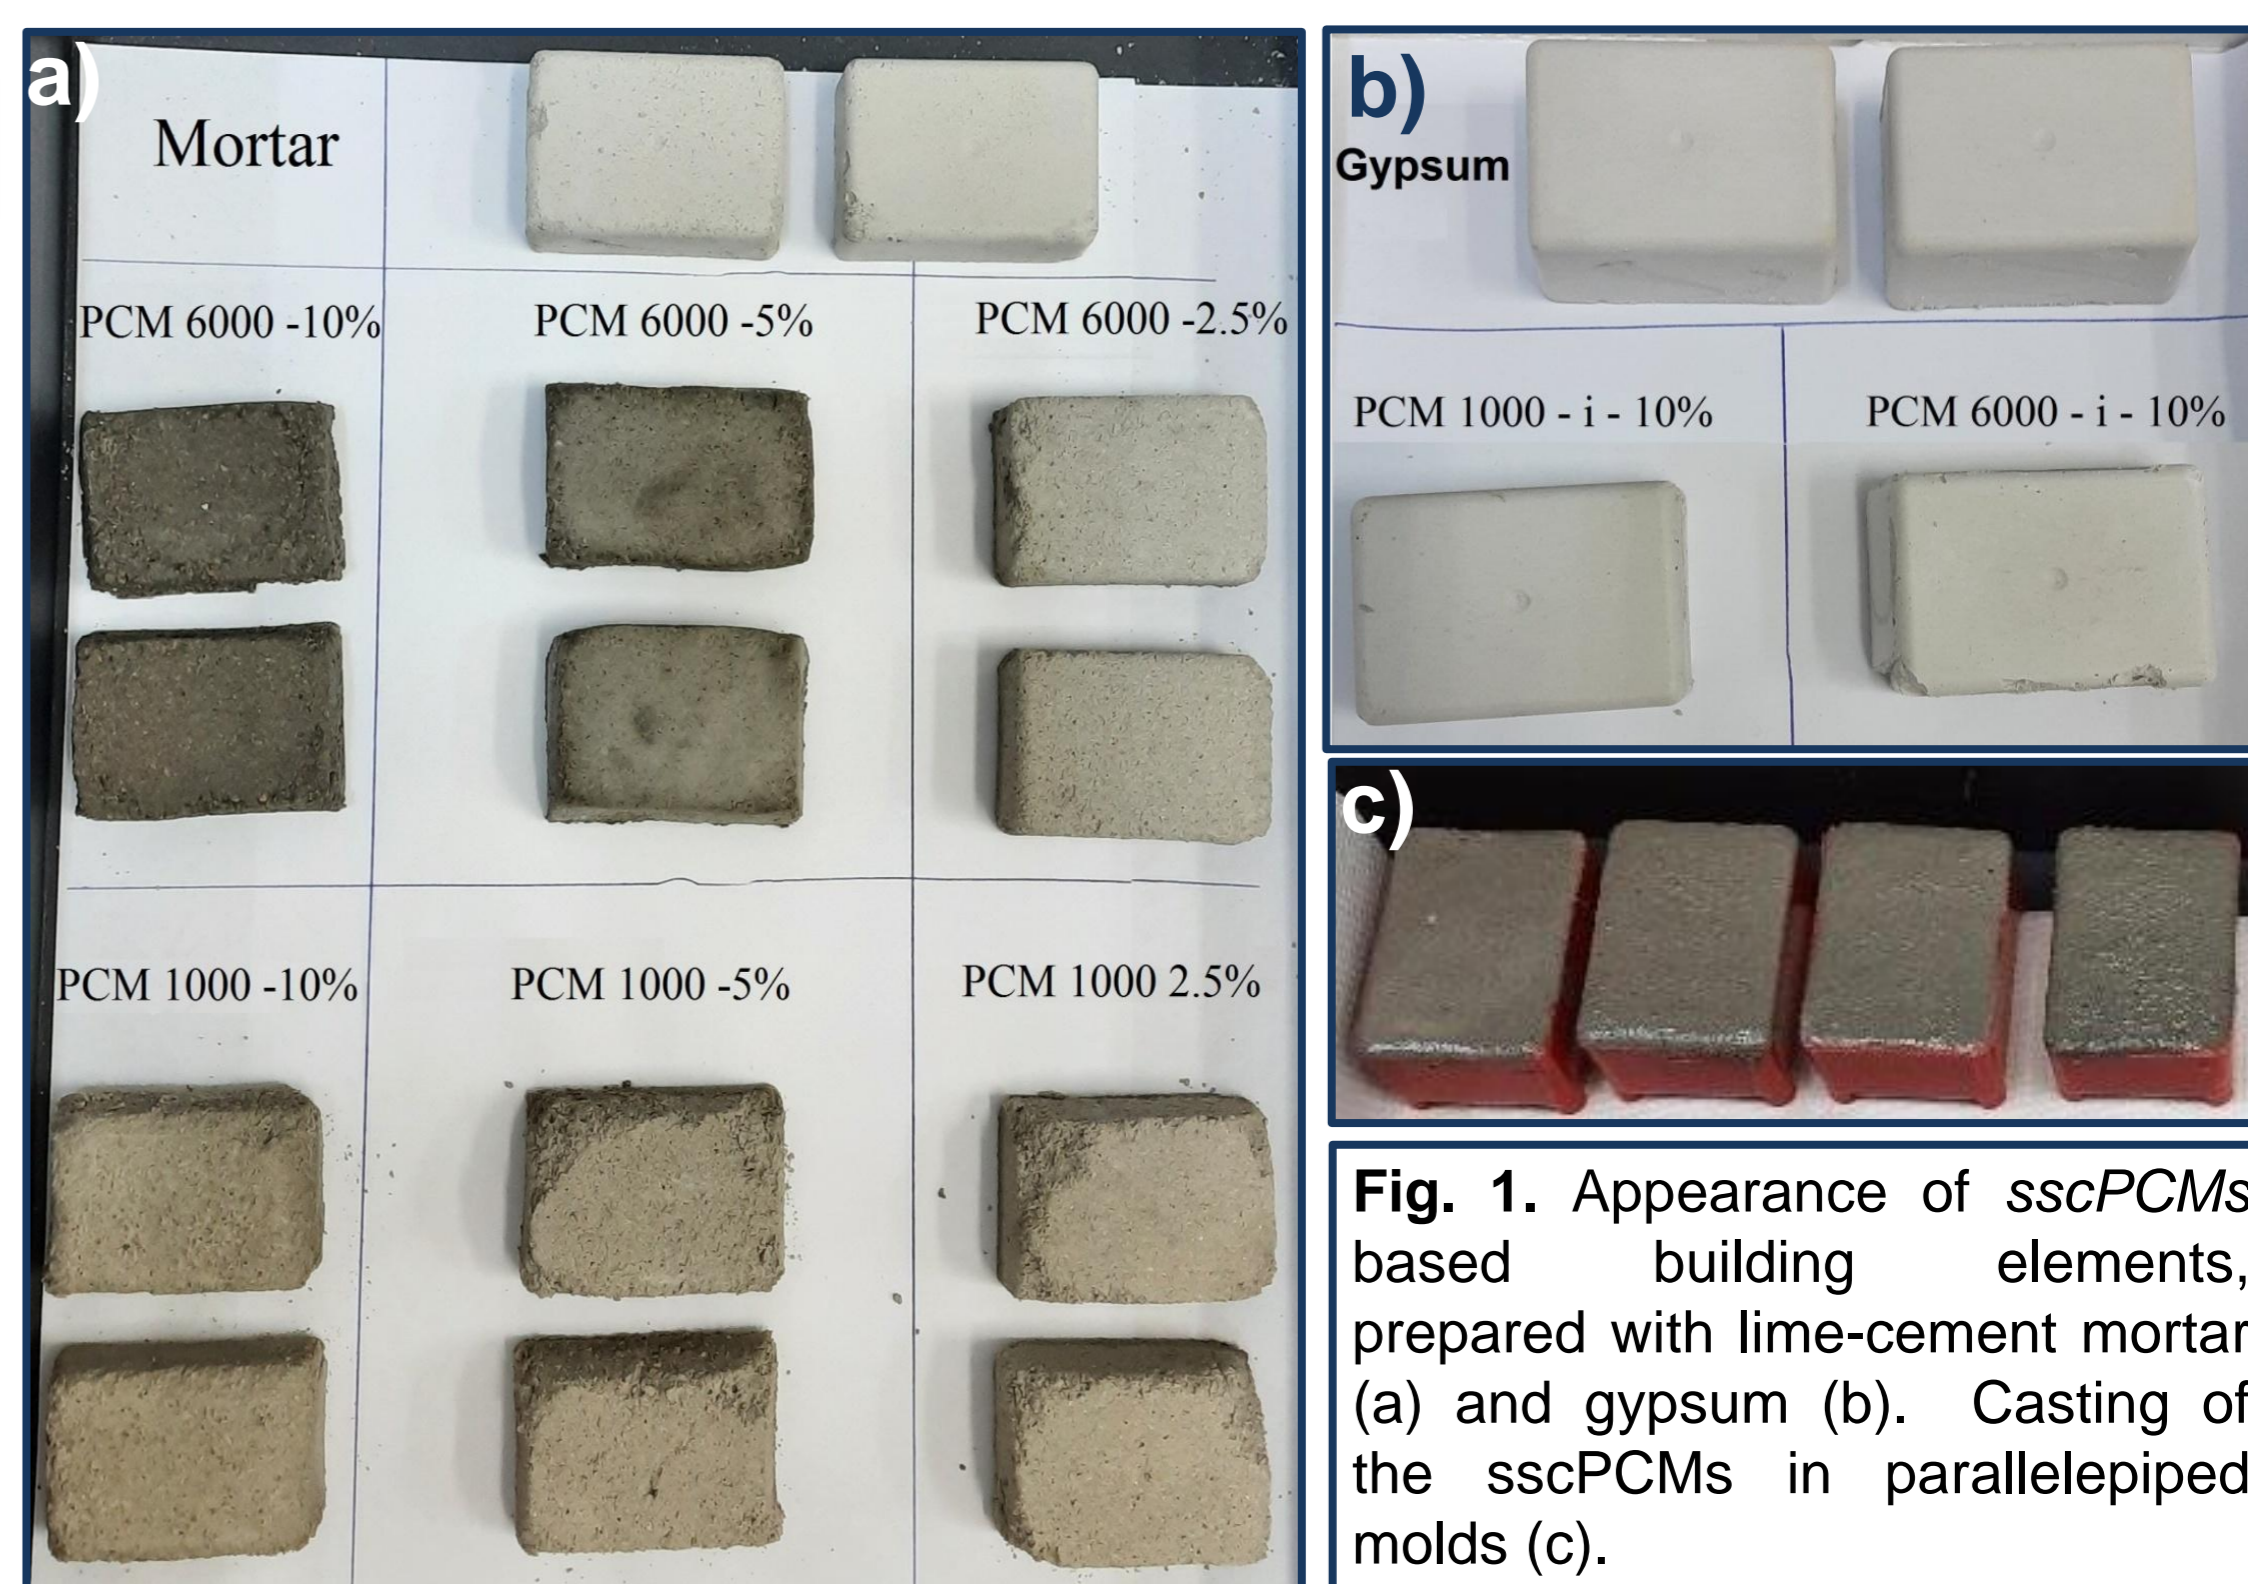 a)
Mortar
PCM 6000 -10%
PCM 6000 -5%
PCM 6000 -2.5%
PCM 1000 -10%
PCM 1000 -5%
PCM 1000 2.5%
b)
Gypsum
PCM 1000 - i - 10%
PCM 6000 - i - 10%
c)
Fig. 1. Appearance of sscPCMs
based building elements,
prepared with lime-cement mortar
(a) and gypsum (b). Casting of
the sscPCMs in parallelepiped
molds (c).